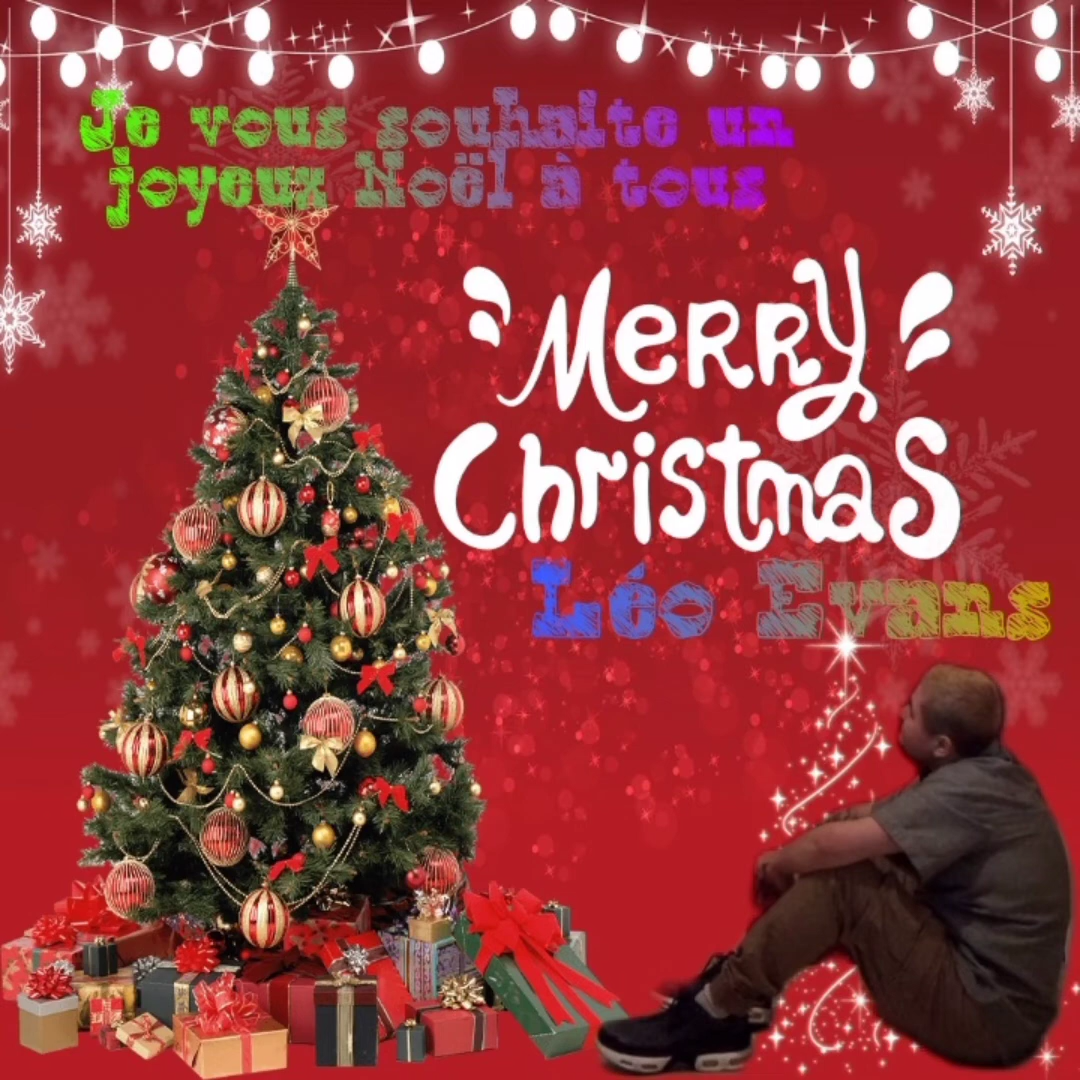 Je vous souhaite un
joyeux Noël à tous
Merry
Christmas
Léo Evans